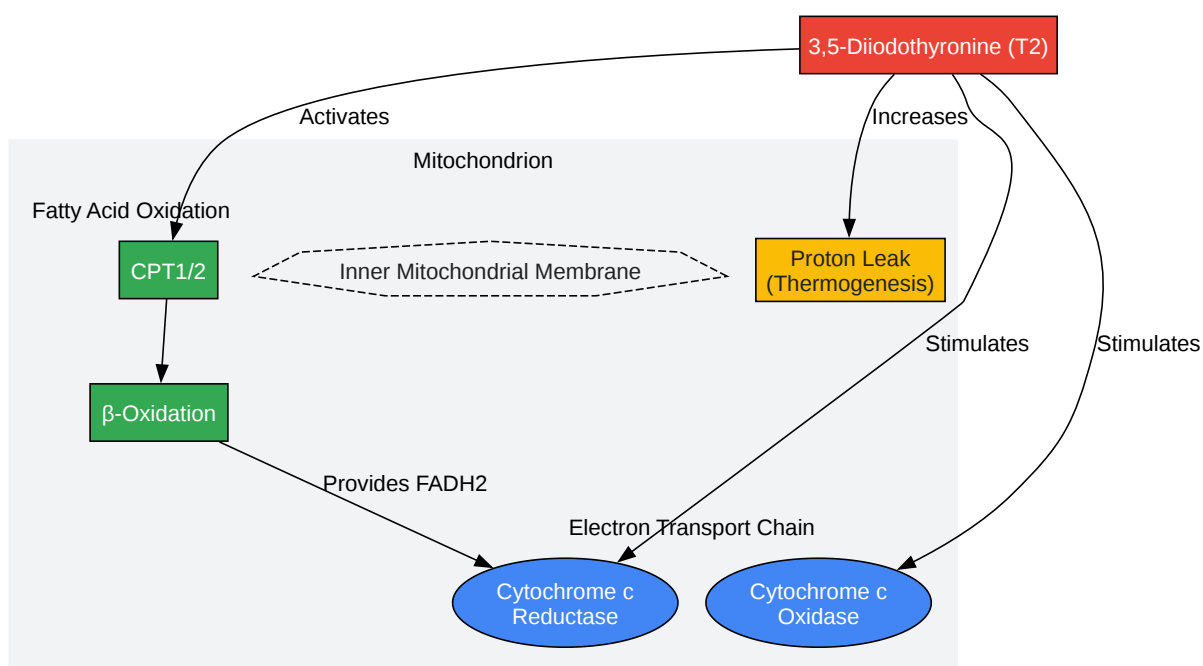 3,5-Diiodothyronine (T2)
Activates
Increases
Mitochondrion
Fatty Acid Oxidation
CPT1/2
Inner Mitochondrial Membrane
Proton Leak
(Thermogenesis)
Stimulates
Stimulates
β-Oxidation
Provides FADH2
Electron Transport Chain
Cytochrome c
Reductase
Cytochrome c
Oxidase